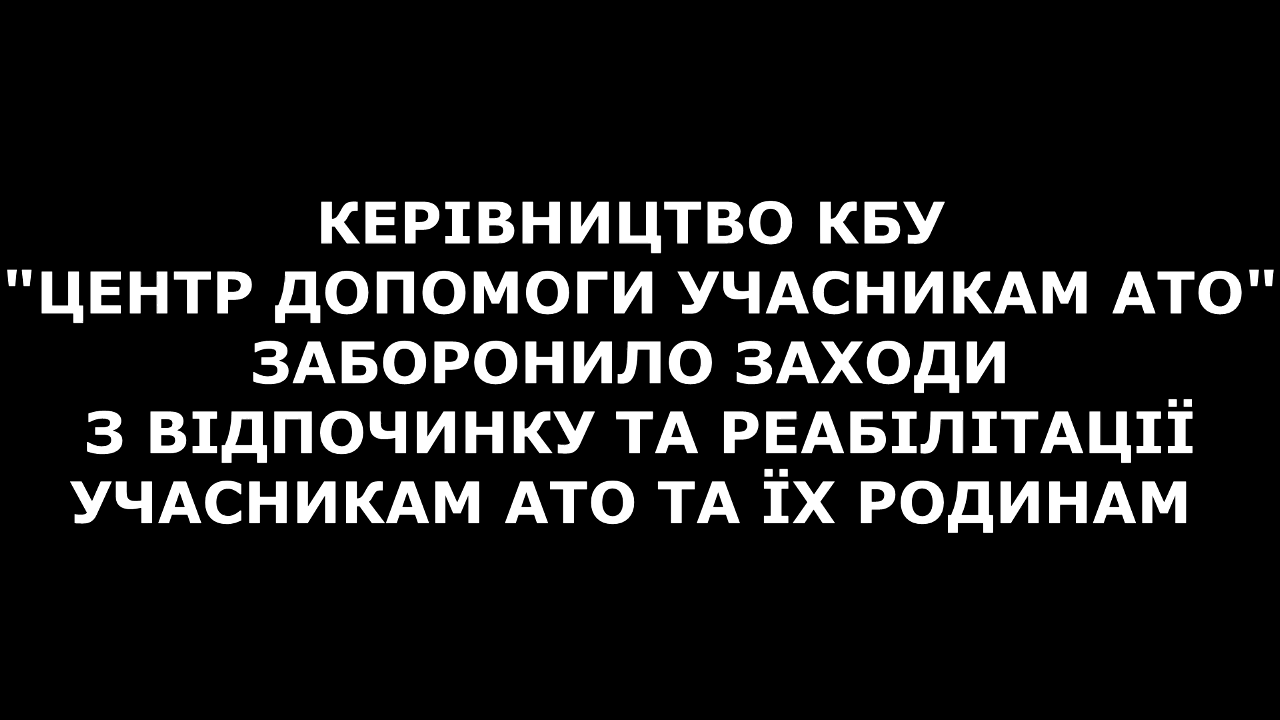 КЕРІВНИЦТВО КБУ
"ЦЕНТР ДОПОМОГИ УЧАСНИКАМ АТО"
ЗАБОРОНИЛО ЗАХОДИ
З ВІДПОЧИНКУ ТА РЕАБІЛІТАЦІЇ
УЧАСНИКАМ АТО ТА ЇХ РОДИНАМ